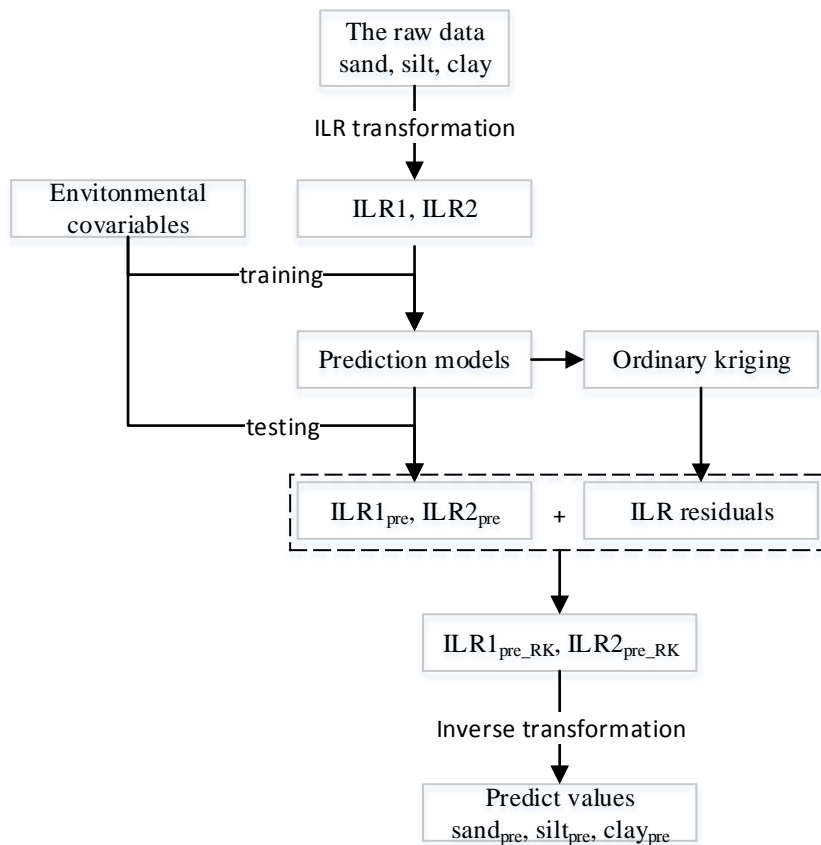 The raw data
sand, silt, clay
ILR transformation
Envitonmental
covariables
ILR1, ILR2
training
Prediction models
Ordinary kriging
testing
ILR1pre, ILR2pre
+
ILR residuals
ILR1pre_RK, ILR2pre_RK
Inverse transformation
Predict values
sandpre, siltpre, claypre